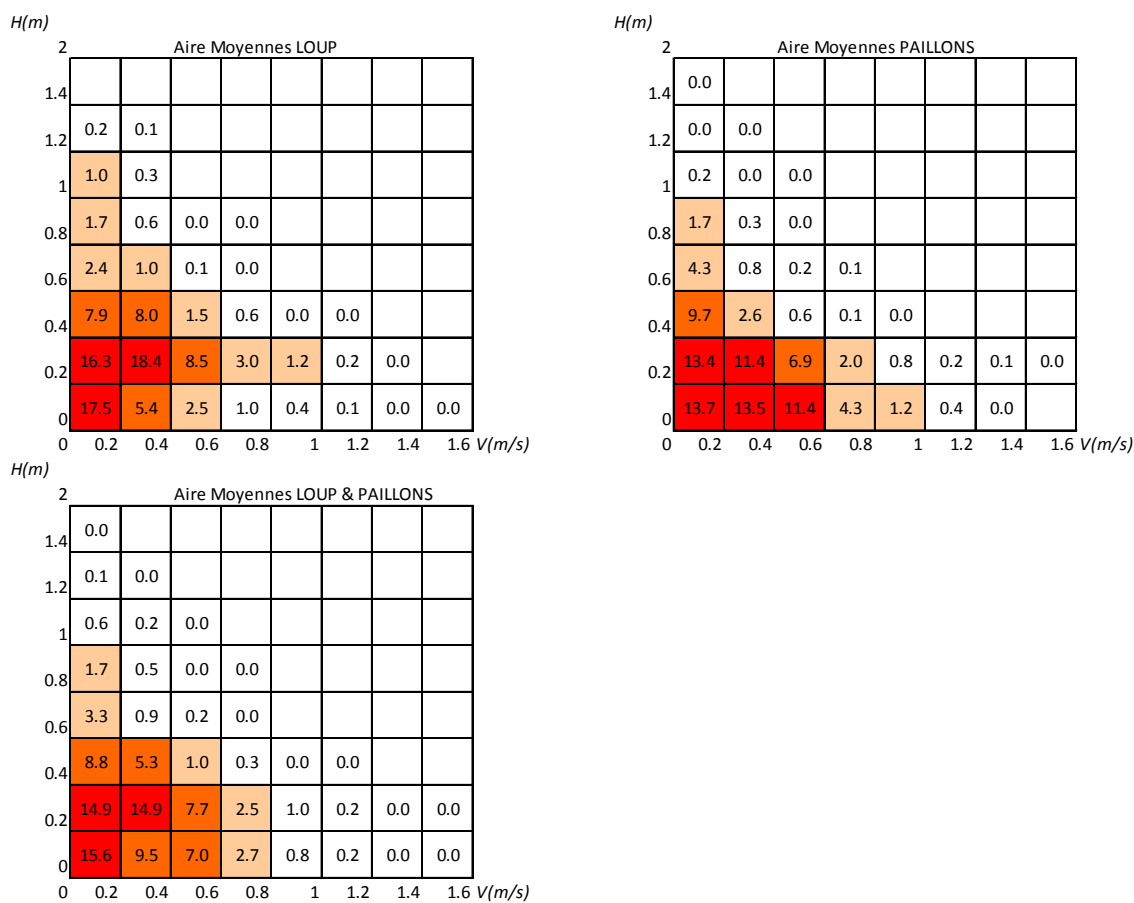 H(m)
2 Aire Moyennes LOUP
1.4
0.2 0.1
1.2
1.0 0.3
1
1.7 0.6 0.0 0.0
0.8
2.4 1.0 0.1 0.0
0.6
7.9 8.0 1.5 0.6 0.0 0.0
0.4
16.3 18.4 8.5 3.0 1.2 0.2 0.0
0.2
17.5 5.4 2.5 1.0 0.4 0.1 0.0 0.0
0
0 0.2 0.4 0.6 0.8 1 1.2 1.4 1.6 V(m/s)
H(m)
2 Aire Moyennes PAILLONS
0.0
1.4
0.0 0.0
1.2
0.2 0.0 0.0
1
1.7 0.3 0.0
0.8
4.3 0.8 0.2 0.1
0.6
9.7 2.6 0.6 0.1 0.0
0.4
13.4 11.4 6.9 2.0 0.8 0.2 0.1 0.0
0.2
13.7 13.5 11.4 4.3 1.2 0.4 0.0
0
0 0.2 0.4 0.6 0.8 1 1.2 1.4 1.6 V(m/s)
H(m)
2 Aire Moyennes LOUP & PAILLONS
0.0
1.4
0.1 0.0
1.2
0.6 0.2 0.0
1
1.7 0.5 0.0 0.0
0.8
3.3 0.9 0.2 0.0
0.6
8.8 5.3 1.0 0.3 0.0 0.0
0.4
14.9 14.9 7.7 2.5 1.0 0.2 0.0 0.0
0.2
15.6 9.5 7.0 2.7 0.8 0.2 0.0 0.0
0
0 0.2 0.4 0.6 0.8 1 1.2 1.4 1.6 V(m/s)